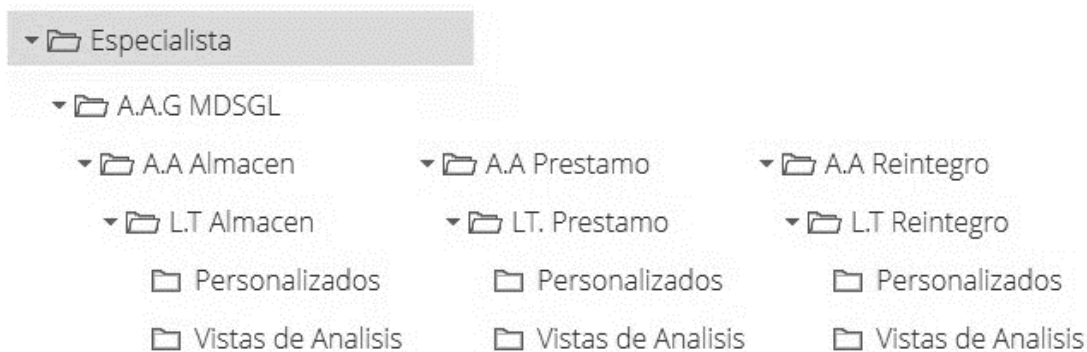 Especialista
A.A.G MDSGL
A.A Almacen A.A Prestamo A.A Reintegro
L.T Almacen LT. Prestamo L.T Reintegro
Personalizados Personalizados Personalizados
Vistas de Analisis Vistas de Analisis Vistas de Analisis